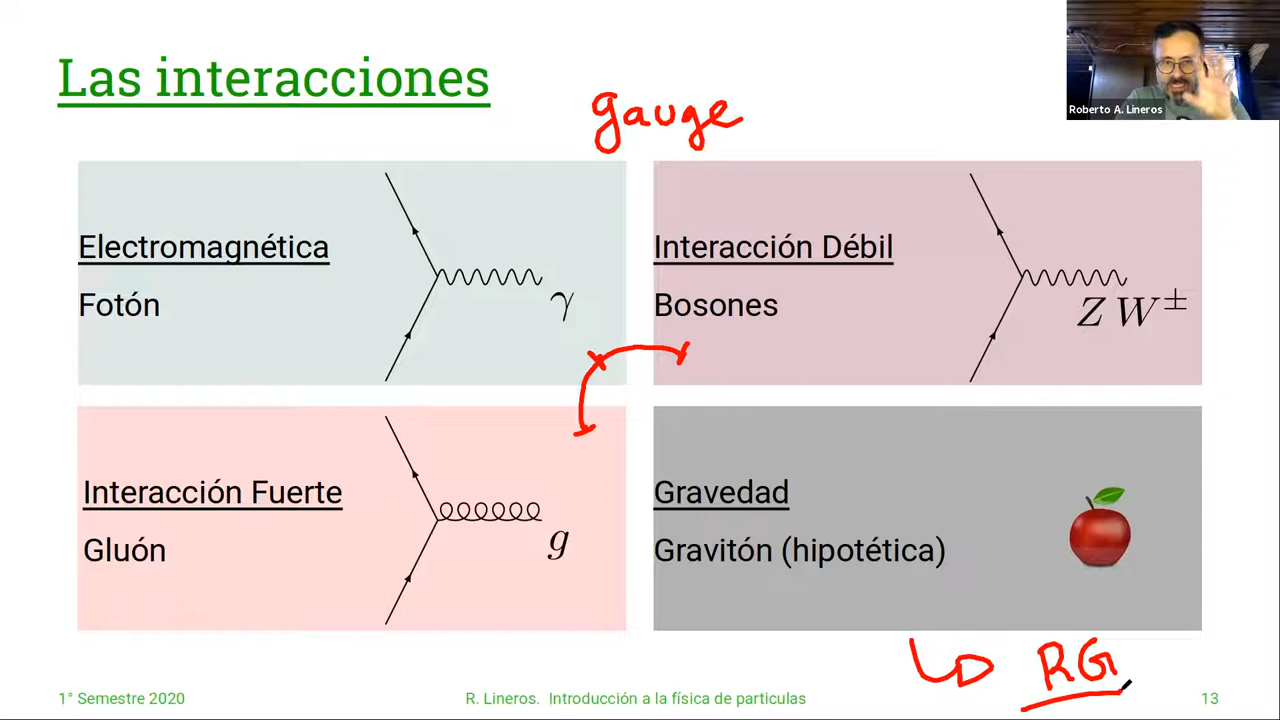 Las interacciones
Roberto A. Lineros
gauge
Electromagnética
Fotón
γ
Interacción Débil
Bosones
Z W±
Interacción Fuerte
Gluón
g
Gravedad
Gravitón (hipotética)
RG
1° Semestre 2020
R. Lineros. Introducción a la física de particulas
13